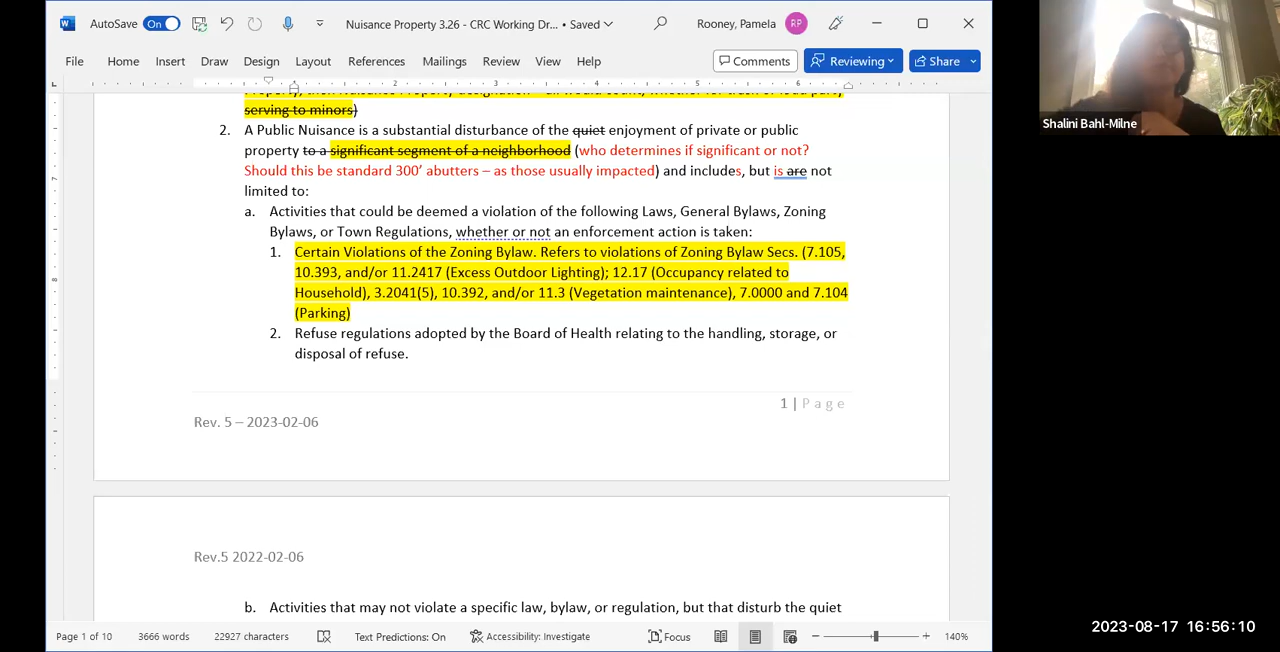 AutoSave On Nuisance Property 3.26 - CRC Working Dr... • Saved Rooney, Pamela RP
File Home Insert Draw Design Layout References Mailings Review View Help Comments Reviewing Share
2 3 4 5 6
serving to minors)
2. A Public Nuisance is a substantial disturbance of the quiet enjoyment of private or public
property to a significant segment of a neighborhood (who determines if significant or not?
Should this be standard 300' abutters – as those usually impacted) and includes, but is are not
limited to:
a. Activities that could be deemed a violation of the following Laws, General Bylaws, Zoning
Bylaws, or Town Regulations, whether or not an enforcement action is taken:
1. Certain Violations of the Zoning Bylaw. Refers to violations of Zoning Bylaw Secs. (7.105,
10.393, and/or 11.2417 (Excess Outdoor Lighting); 12.17 (Occupancy related to
Household), 3.2041(5), 10.392, and/or 11.3 (Vegetation maintenance), 7.0000 and 7.104
(Parking)
2. Refuse regulations adopted by the Board of Health relating to the handling, storage, or
disposal of refuse.
1 | Page
Rev. 5 – 2023-02-06
Rev.5 2022-02-06
b. Activities that may not violate a specific law, bylaw, or regulation, but that disturb the quiet
Page 1 of 10 3666 words 22927 characters Text Predictions: On Accessibility: Investigate Focus 140%
Shalini Bahl-Milne
2023-08-17 16:56:10